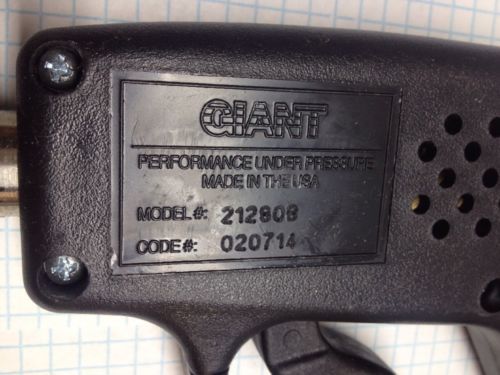 GIANT
PERFORMANCE UNDER PRESSURE
MADE IN THE USA
MODEL#: 21280B
CODE#: 020714